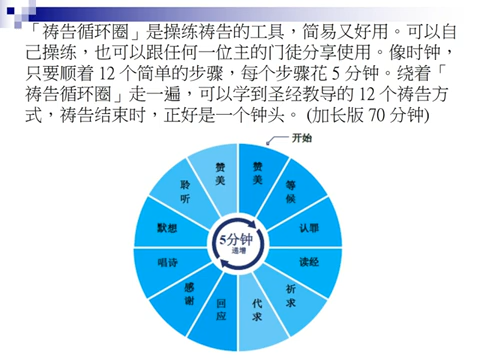 「祷告循环圈」是操练祷告的工具，简易又好用。可以自
己操练，也可以跟任何一位主的门徒分享使用。像时钟，
只要顺着 12 个简单的步骤，每个步骤花 5 分钟。绕着「
祷告循环圈」走一遍，可以学到圣经教导的 12 个祷告方
式，祷告结束时，正好是一个钟头。 (加长版 70 分钟)
开始
赞美
等候
认罪
读经
祈求
代求
回应
感谢
唱诗
默想
聆听
赞美
5分钟
递增